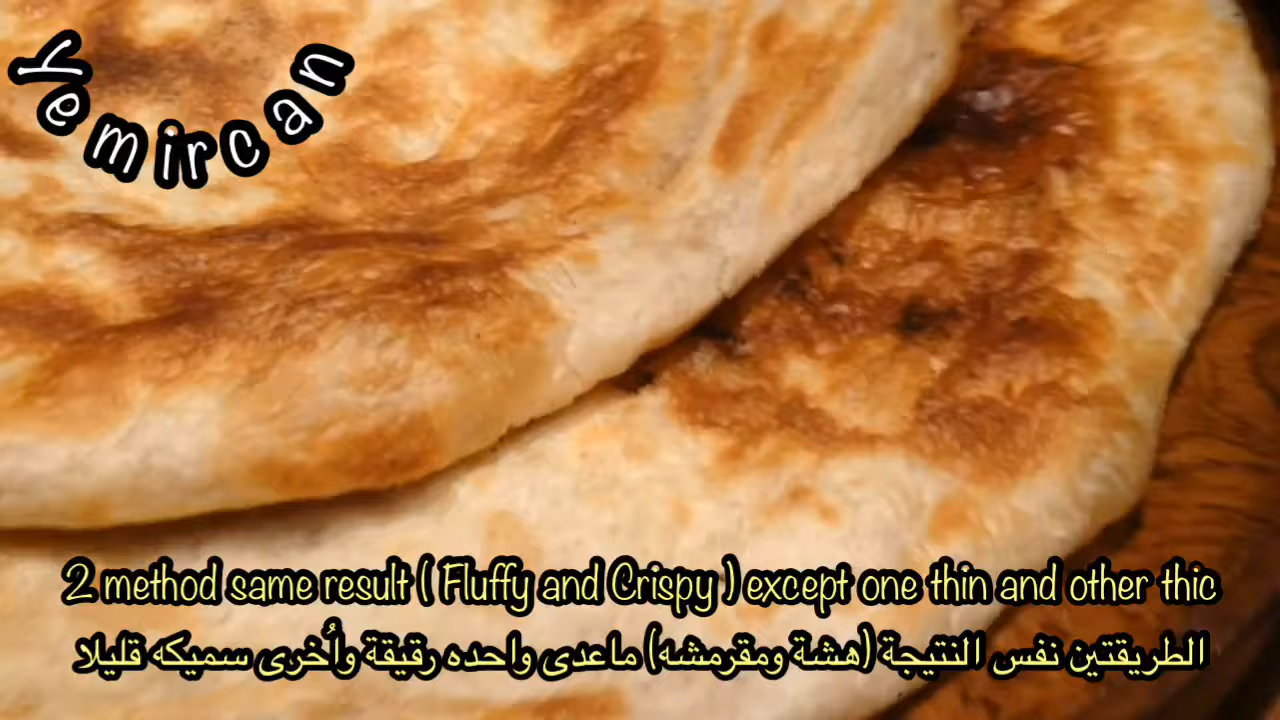 Yemircan
2 method same result ( Fluffy and Crispy ) except one thin and other thic
الطريقتين نفس النتيجة (هشة ومقرمشه) ماعدى واحده رقيقة وأُخرى سميكه قليلا